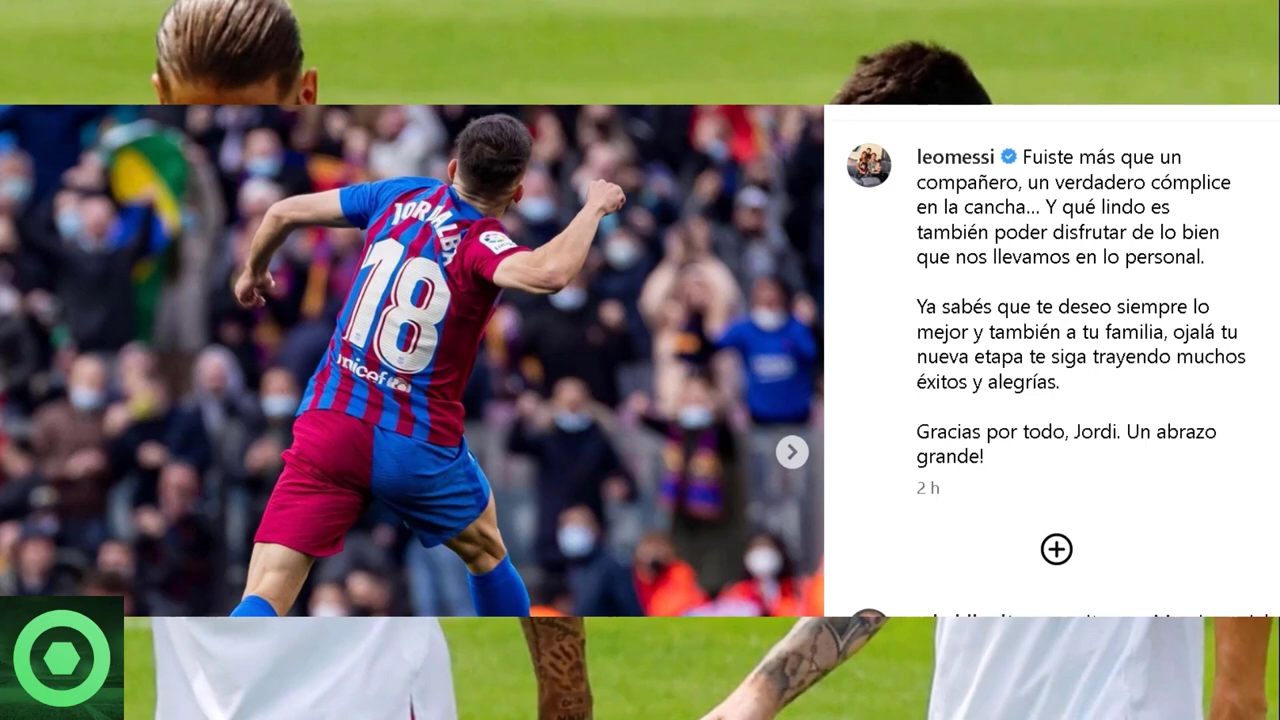 JORDI ALBA
18
unicef
leomessi Fuiste más que un
compañero, un verdadero cómplice
en la cancha... Y qué lindo es
también poder disfrutar de lo bien
que nos llevamos en lo personal.
Ya sabés que te deseo siempre lo
mejor y también a tu familia, ojalá tu
nueva etapa te siga trayendo muchos
éxitos y alegrías.
Gracias por todo, Jordi. Un abrazo
grande!
2 h